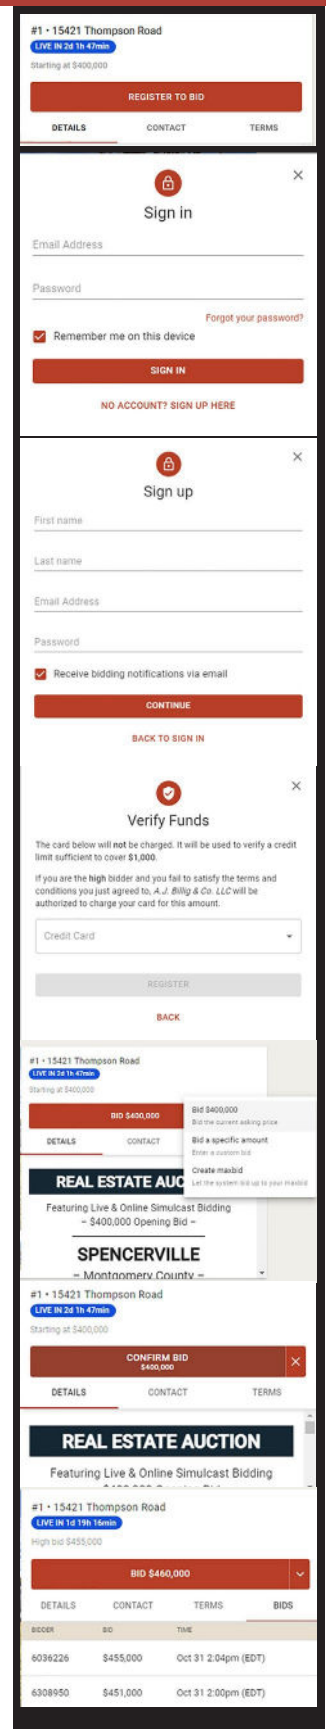 #1 • 15421 Thompson Road
LIVE IN 2d 1h 47min
Starting at $400,000
REGISTER TO BID
DETAILS CONTACT TERMS
Sign in
Email Address
Password
Forgot your password?
Remember me on this device
SIGN IN
NO ACCOUNT? SIGN UP HERE
Sign up
First name
Last name
Email Address
Password
Receive bidding notifications via email
CONTINUE
BACK TO SIGN IN
Verify Funds
The card below will not be charged. It will be used to verify a credit
limit sufficient to cover $1,000.
If you are the high bidder and you fail to satisfy the terms and
conditions you just agreed to, A.J. Billig & Co. LLC will be
authorized to charge your card for this amount.
Credit Card
REGISTER
BACK
#1 • 15421 Thompson Road
LIVE IN 2d 1h 47min
Starting at $400,000
BID $400,000
DETAILS CONTACT
Bid $400,000
Bid the current asking price
Bid a specific amount
Enter a custom bid
Create maxbid
Let the system bid up to your maxbid
REAL ESTATE AUC
Featuring Live & Online Simulcast Bidding
– $400,000 Opening Bid –
SPENCERVILLE
– Montgomery County –
#1 • 15421 Thompson Road
LIVE IN 2d 1h 47min
Starting at $400,000
CONFIRM BID
$400,000
DETAILS CONTACT TERMS
REAL ESTATE AUCTION
Featuring Live & Online Simulcast Bidding
#1 • 15421 Thompson Road
LIVE IN 1d 19h 16min
High bid $455,000
BID $460,000
DETAILS CONTACT TERMS BIDS
BIDDER BID TIME
6036226 $455,000 Oct 31 2:04pm (EDT)
6308950 $451,000 Oct 31 2:00pm (EDT)